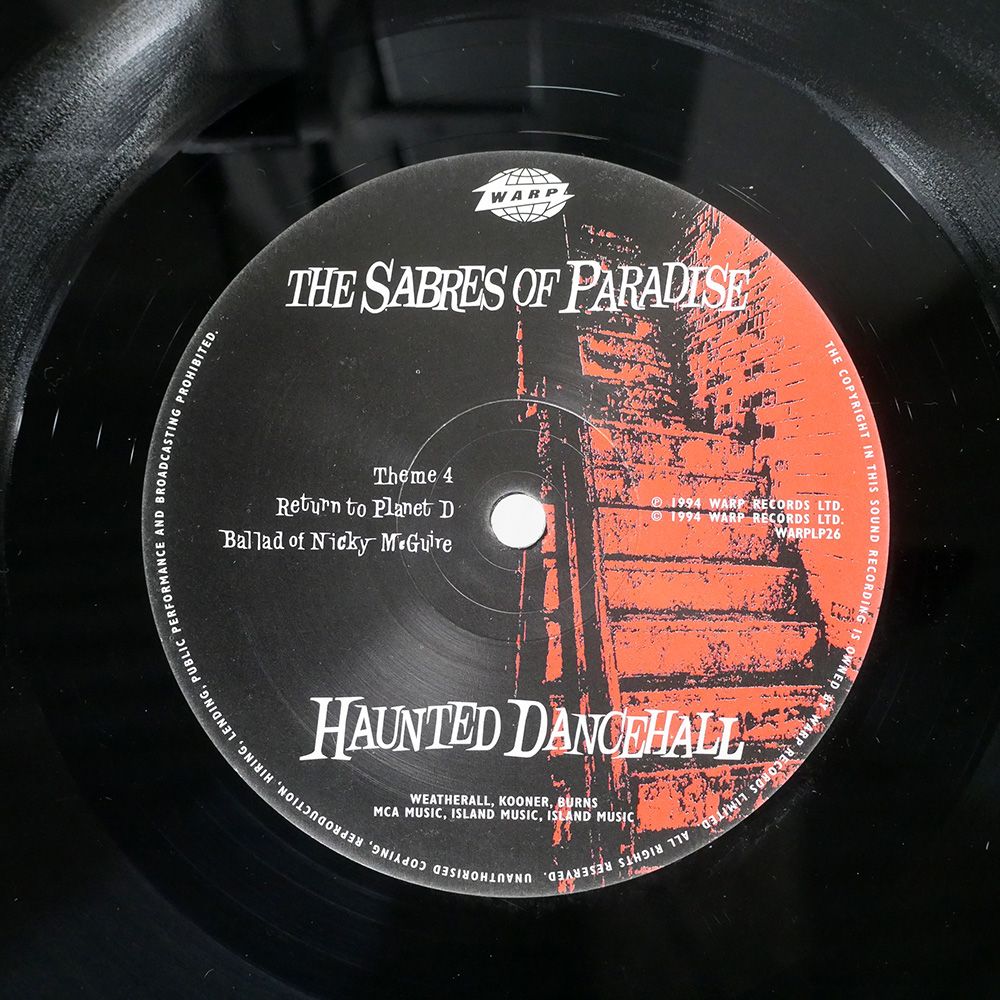 WARP
THE SABRES OF PARADISE
Theme 4
Return to Planet D
Ballad of Nicky McGuire
℗ 1994 WARP RECORDS LTD.
© 1994 WARP RECORDS LTD.
WARPLP26
HAUNTED DANCEHALL
WEATHERALL, KOONER, BURNS
MCA MUSIC, ISLAND MUSIC, ISLAND MUSIC
THE COPYRIGHT IN THIS SOUND RECORDING IS OWNED BY WARP RECORDS LIMITED. ALL RIGHTS RESERVED. UNAUTHORISED COPYING, REPRODUCTION, HIRING, LENDING, PUBLIC PERFORMANCE AND BROADCASTING PROHIBITED.